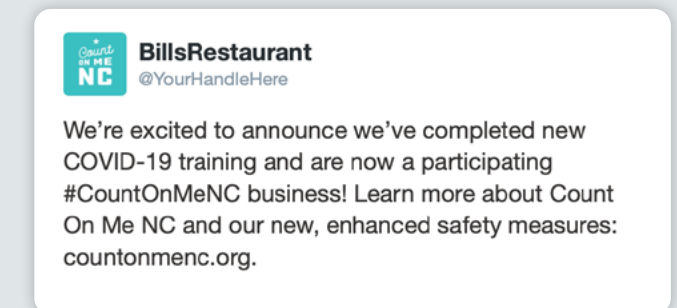 Count
ON ME
NC
BillsRestaurant
@YourHandleHere
We’re excited to announce we’ve completed new
COVID-19 training and are now a participating
#CountOnMeNC business! Learn more about Count
On Me NC and our new, enhanced safety measures:
countonmenc.org.